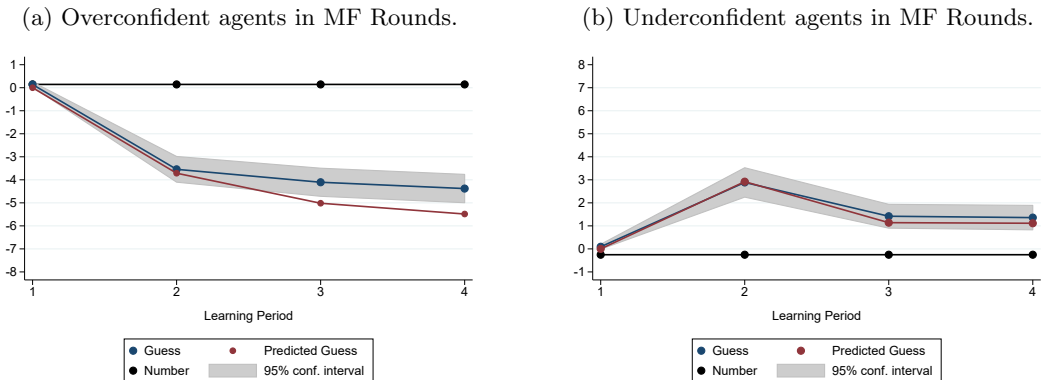 (a) Overconfident agents in MF Rounds.
1
0
-1
-2
-3
-4
-5
-6
-7
-8
1 2 3 4
Learning Period
Guess Predicted Guess
Number 95% conf. interval
(b) Underconfident agents in MF Rounds.
8
7
6
5
4
3
2
1
0
-1
1 2 3 4
Learning Period
Guess Predicted Guess
Number 95% conf. interval